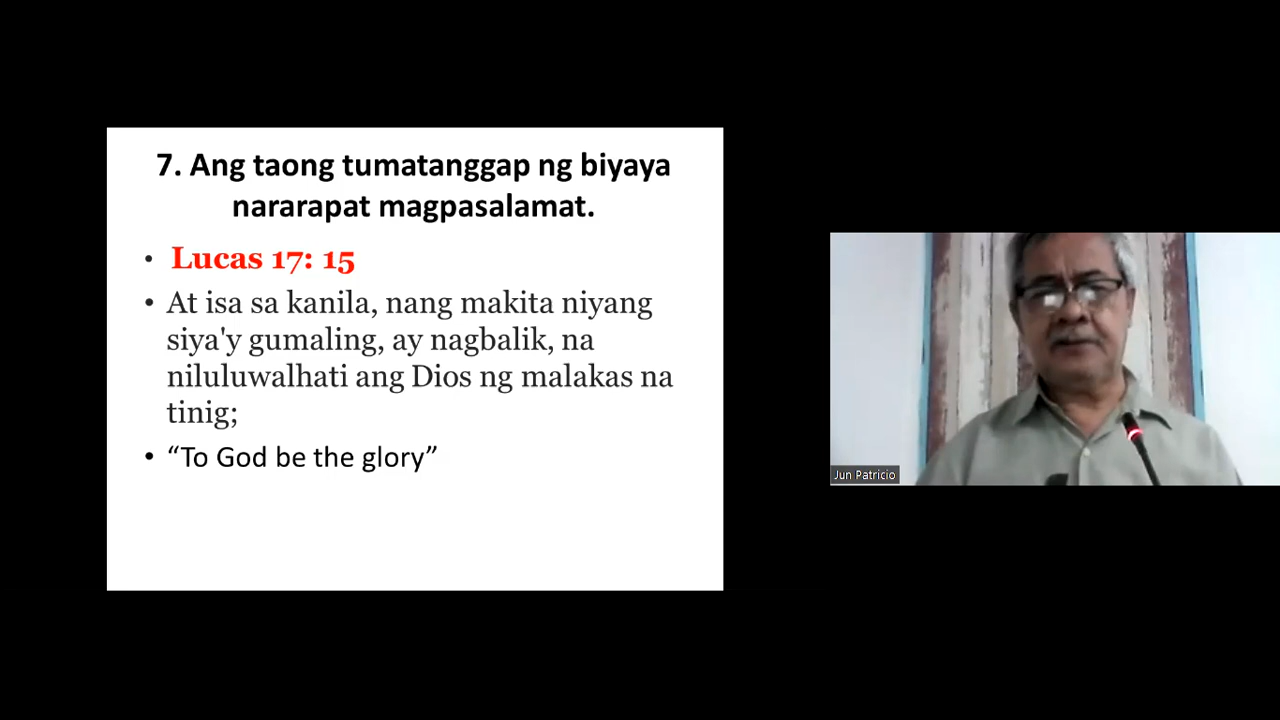 7. Ang taong tumatanggap ng biyaya
nararapat magpasalamat.
• Lucas 17: 15
• At isa sa kanila, nang makita niyang
siya'y gumaling, ay nagbalik, na
niluluwalhati ang Dios ng malakas na
tinig;
• “To God be the glory”
Jun Patricio